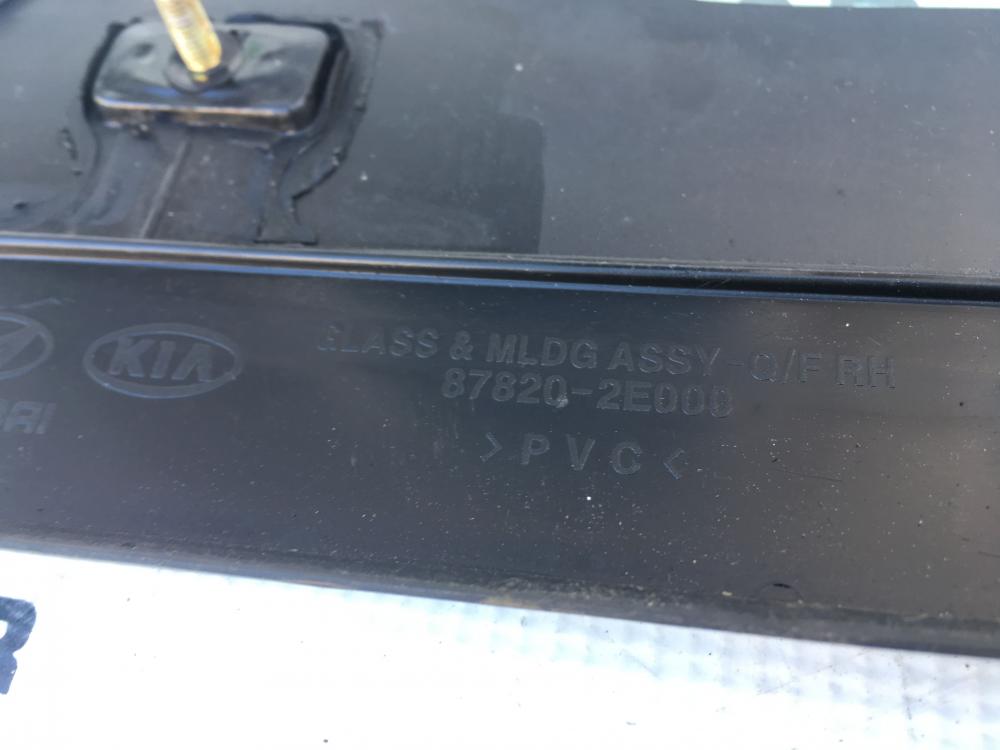 KIA
GLASS & MLDG ASSY-Q/F RH
87820-2E000
>PVC<